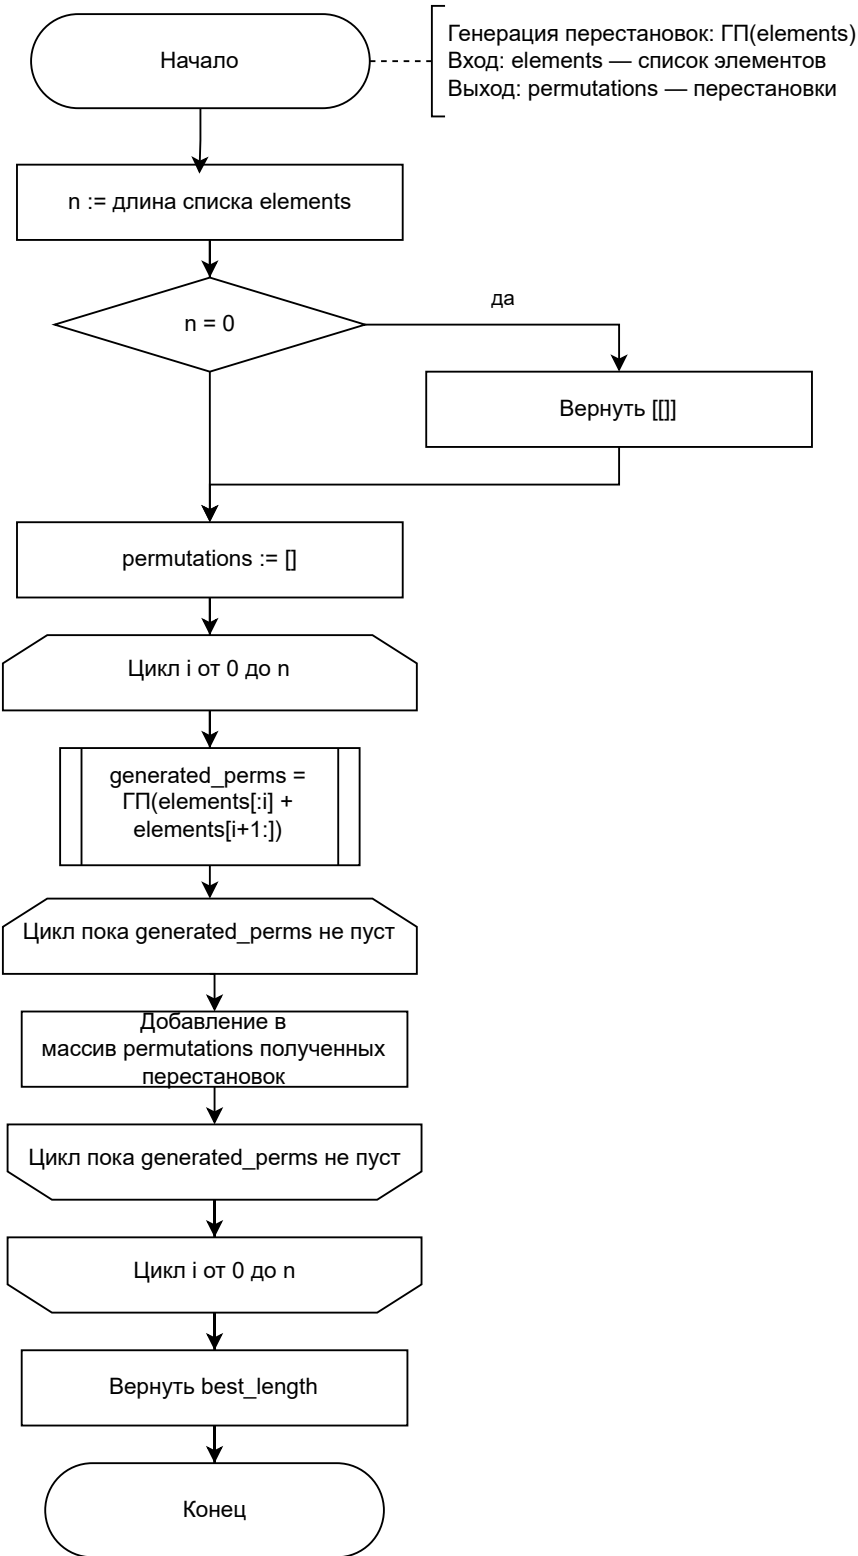 Начало
Генерация перестановок: ГП(elements)
Вход: elements — список элементов
Выход: permutations — перестановки
n := длина списка elements
n = 0
да
Вернуть [[]]
permutations := []
Цикл i от 0 до n
generated_perms =
ГП(elements[:i] +
elements[i+1:])
Цикл пока generated_perms не пуст
Добавление в
массив permutations полученных
перестановок
Цикл пока generated_perms не пуст
Цикл i от 0 до n
Вернуть best_length
Конец